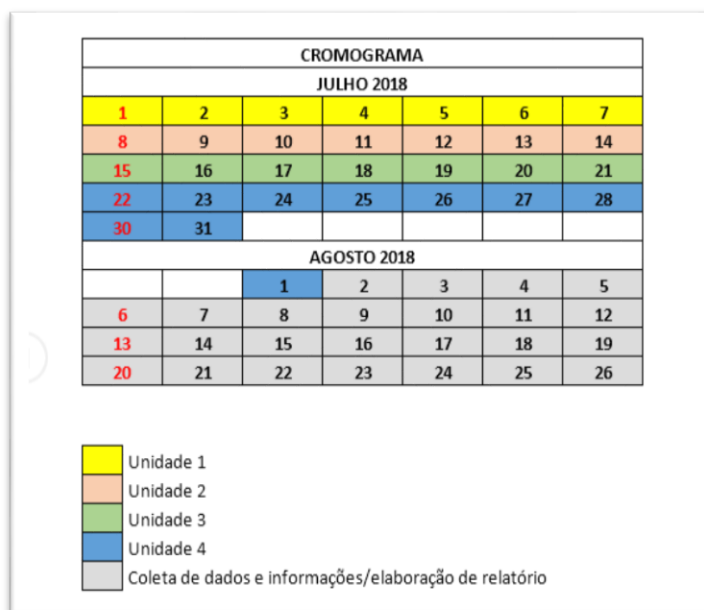 CROMOGRAMA
JULHO 2018
1 2 3 4 5 6 7
8 9 10 11 12 13 14
15 16 17 18 19 20 21
22 23 24 25 26 27 28
30 31
AGOSTO 2018
1 2 3 4 5
6 7 8 9 10 11 12
13 14 15 16 17 18 19
20 21 22 23 24 25 26
Unidade 1
Unidade 2
Unidade 3
Unidade 4
Coleta de dados e informações/elaboração de relatório